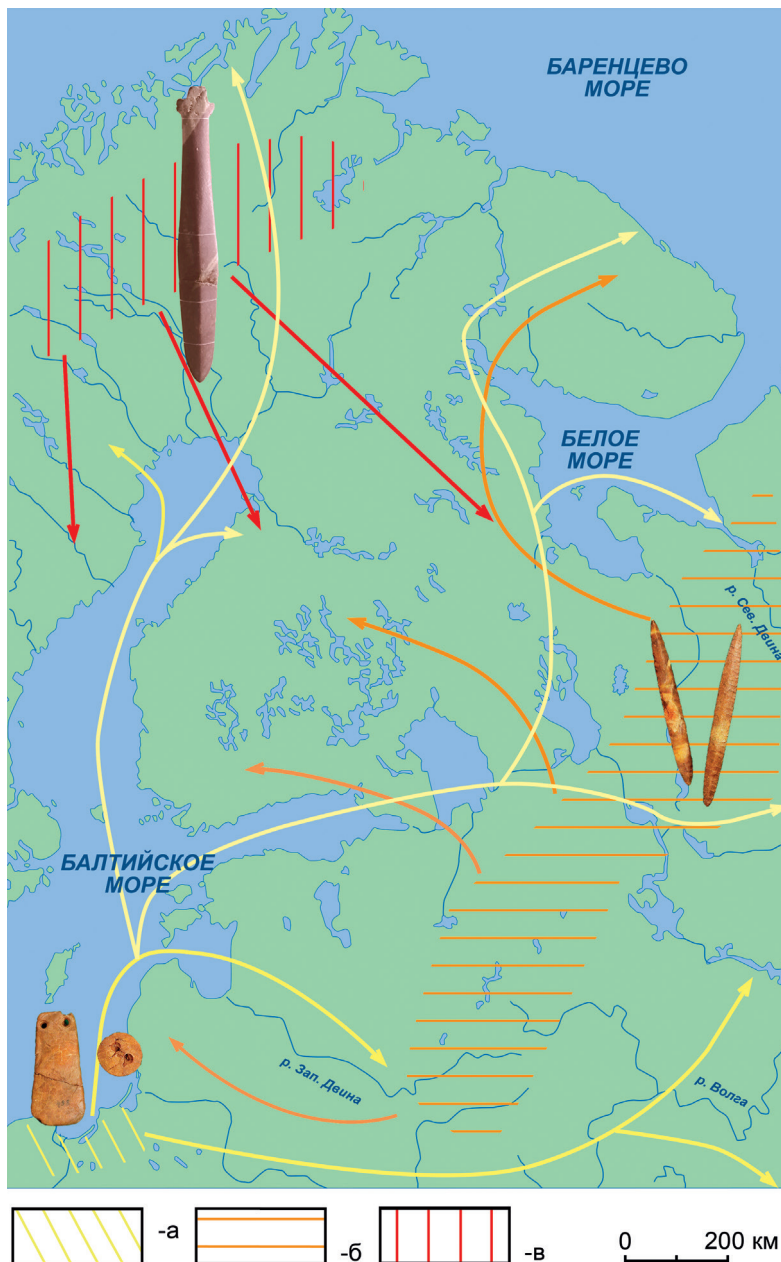 БАРЕНЦЕВО
МОРЕ
БЕЛОЕ
МОРЕ
р. Сев. Двина
БАЛТИЙСКОЕ
МОРЕ
р. Зап. Двина
р. Волга
-а
-б
-в
0 200 км